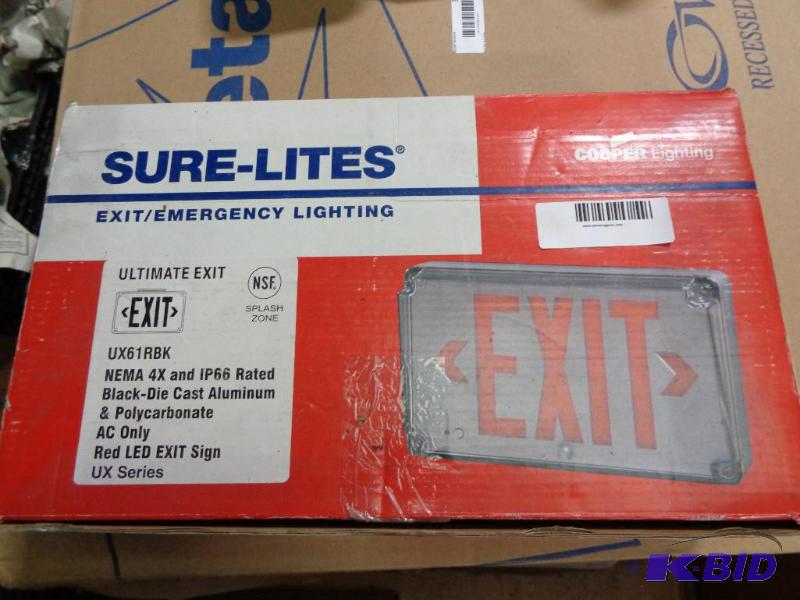 eta
RECESSED
SURE-LITES®
COOPER Lighting
EXIT/EMERGENCY LIGHTING
ULTIMATE EXIT
EXIT
NSF.
SPLASH
ZONE
UX61RBK
NEMA 4X and IP66 Rated
Black-Die Cast Aluminum
& Polycarbonate
AC Only
Red LED EXIT Sign
UX Series
EXIT
K-BID